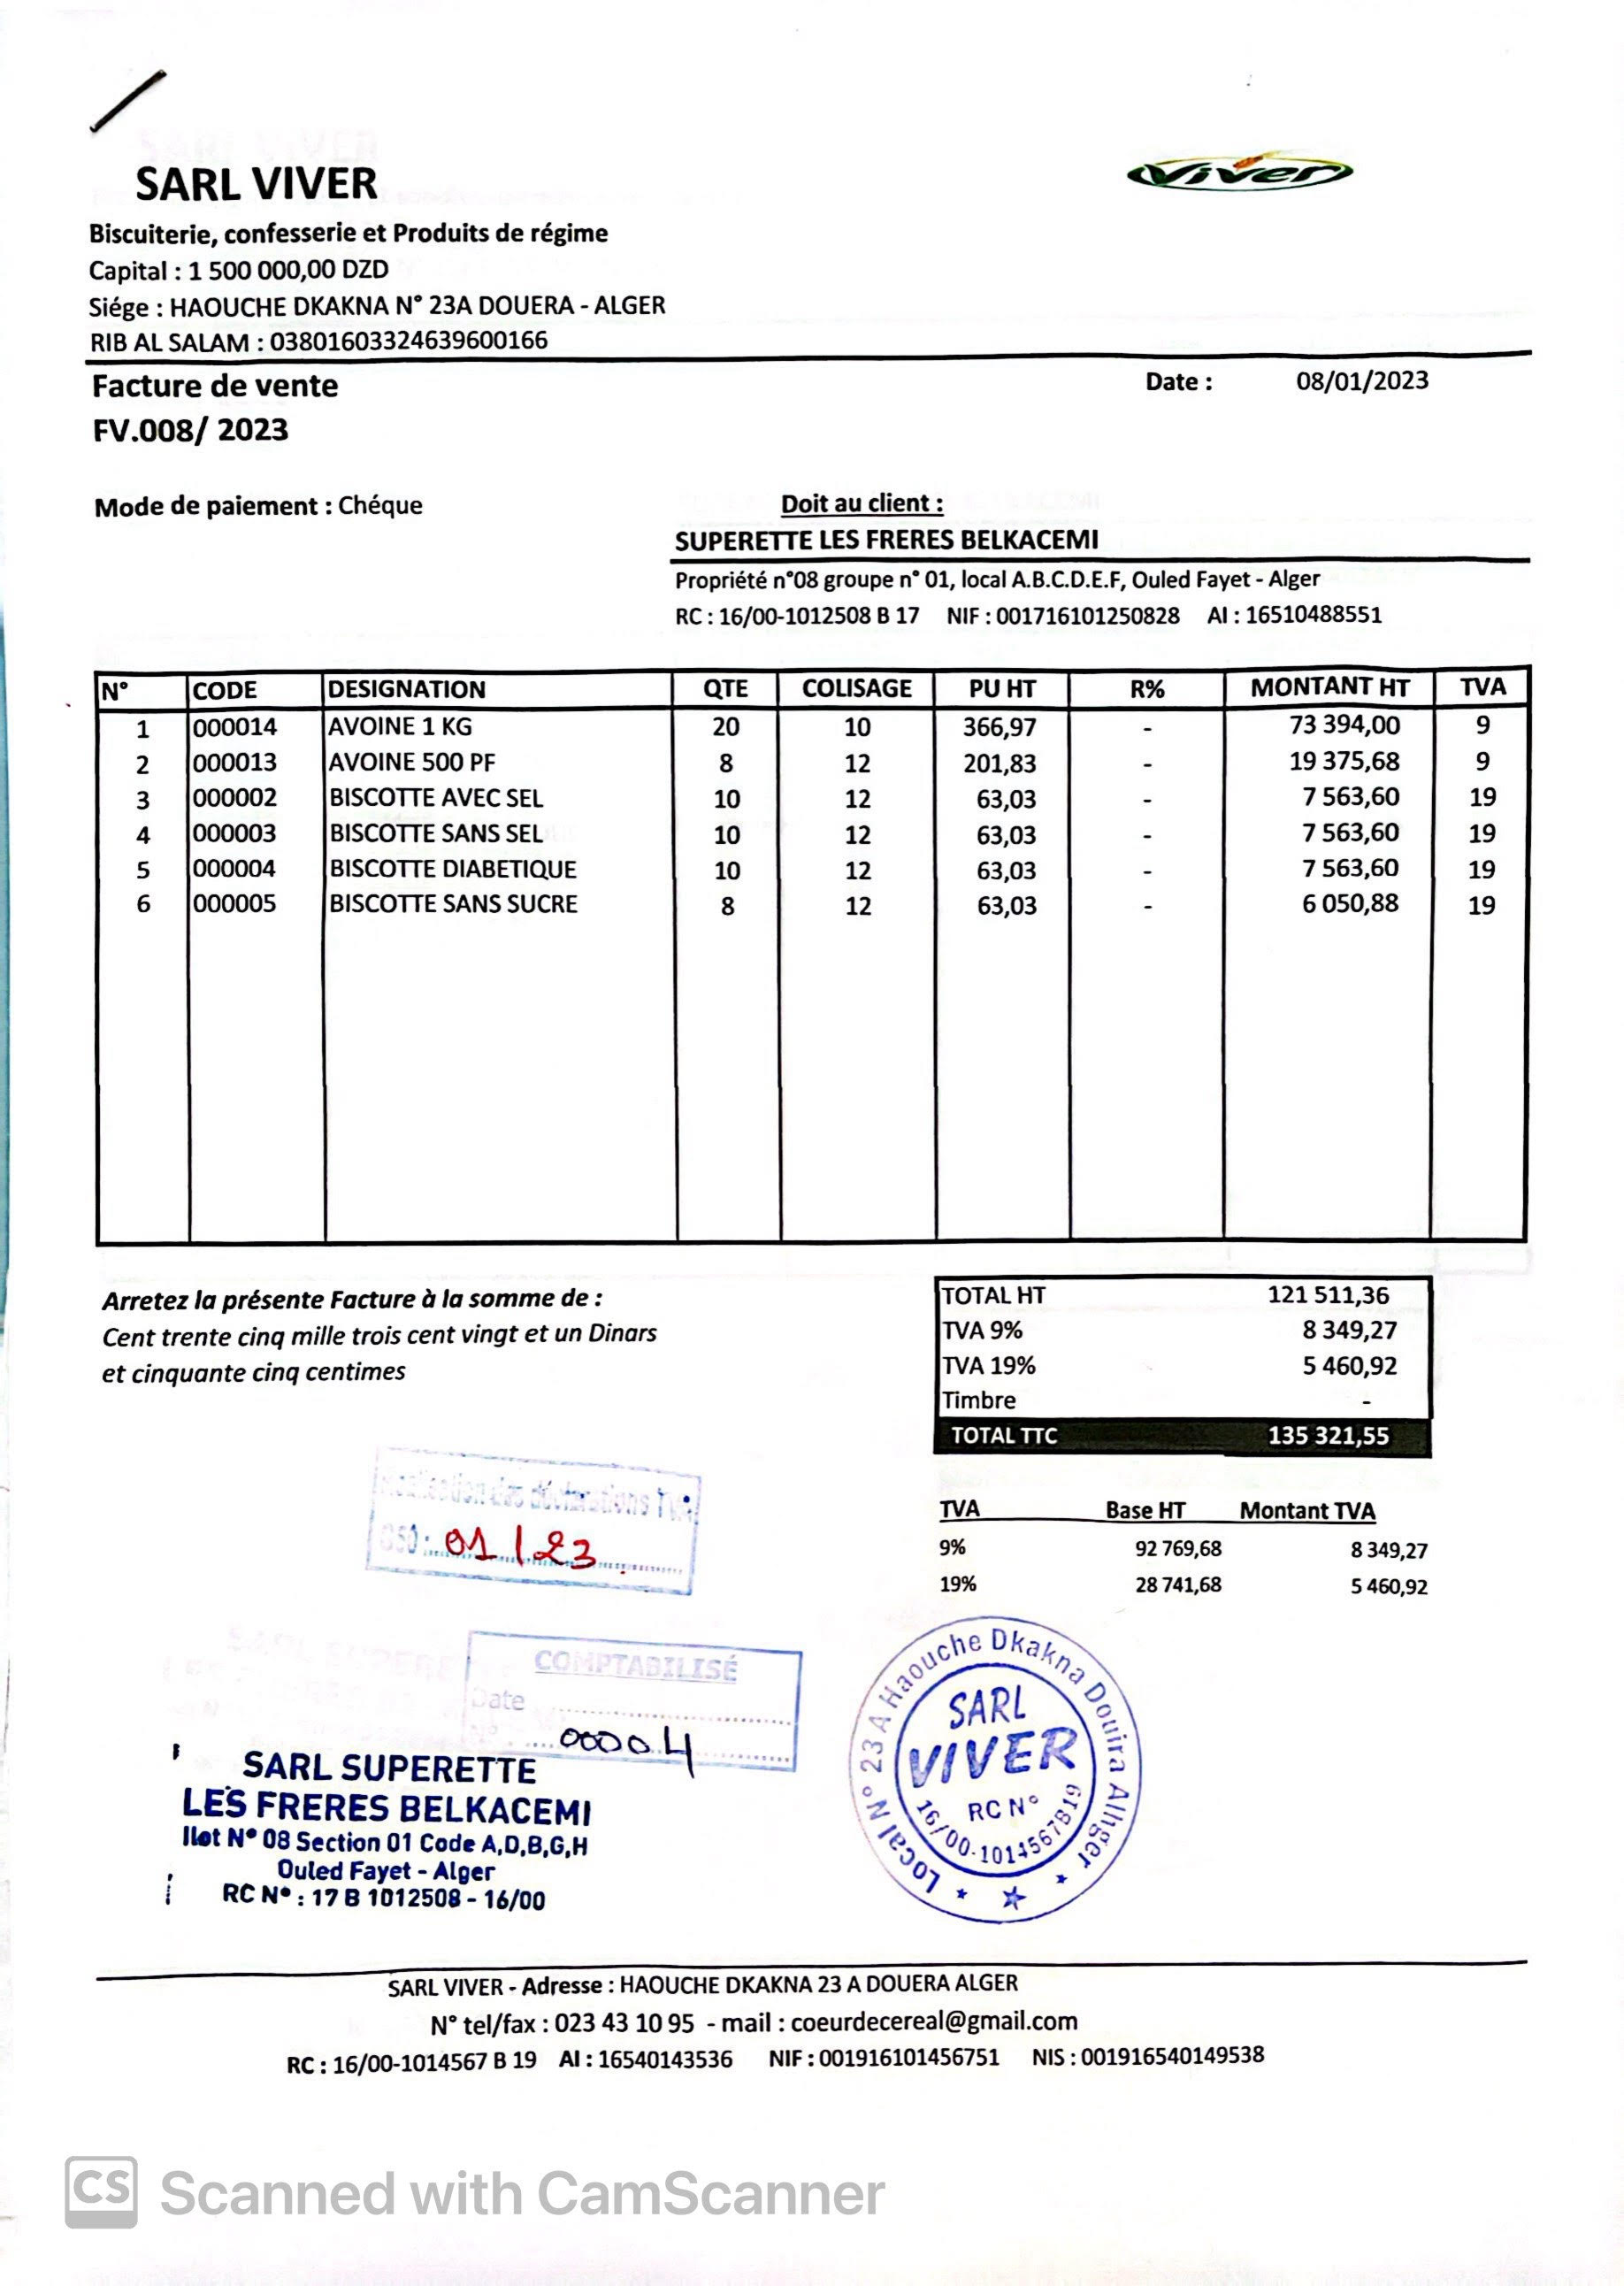 SARL VIVER
Viver
Biscuiterie, confesserie et Produits de régime
Capital : 1 500 000,00 DZD
Siége : HAOUCHE DKAKNA N° 23A DOUERA - ALGER
RIB AL SALAM : 03801603324639600166
Facture de vente Date : 08/01/2023
FV.008/ 2023
Mode de paiement : Chéque Doit au client :
SUPERETTE LES FRERES BELKACEMI
Propriété n°08 groupe n° 01, local A.B.C.D.E.F, Ouled Fayet - Alger
RC : 16/00-1012508 B 17 NIF : 001716101250828 AI : 16510488551
N° CODE DESIGNATION QTE COLISAGE PU HT R% MONTANT HT TVA
1 000014 AVOINE 1 KG 20 10 366,97 - 73 394,00 9
2 000013 AVOINE 500 PF 8 12 201,83 - 19 375,68 9
3 000002 BISCOTTE AVEC SEL 10 12 63,03 - 7 563,60 19
4 000003 BISCOTTE SANS SEL 10 12 63,03 - 7 563,60 19
5 000004 BISCOTTE DIABETIQUE 10 12 63,03 - 7 563,60 19
6 000005 BISCOTTE SANS SUCRE 8 12 63,03 - 6 050,88 19
Arretez la présente Facture à la somme de :
Cent trente cinq mille trois cent vingt et un Dinars
et cinquante cinq centimes
TOTAL HT 121 511,36
TVA 9% 8 349,27
TVA 19% 5 460,92
Timbre -
TOTAL TTC 135 321,55
TVA Base HT Montant TVA
9% 92 769,68 8 349,27
19% 28 741,68 5 460,92
des déclarations
G50 : 01/23
COMPTABILISÉ
Date
N° 00004
SARL SUPERETTE
LES FRERES BELKACEMI
Ilot N° 08 Section 01 Code A,D,B,G,H
Ouled Fayet - Alger
RC N° : 17 B 1012508 - 16/00
Local N° 23 A Haouche Dkakna Douira Allger
SARL
VIVER
RC N°
16/00-1014567B19
SARL VIVER - Adresse : HAOUCHE DKAKNA 23 A DOUERA ALGER
N° tel/fax : 023 43 10 95 - mail : coeurdecereal@gmail.com
RC : 16/00-1014567 B 19 AI : 16540143536 NIF : 001916101456751 NIS : 001916540149538
CS Scanned with CamScanner